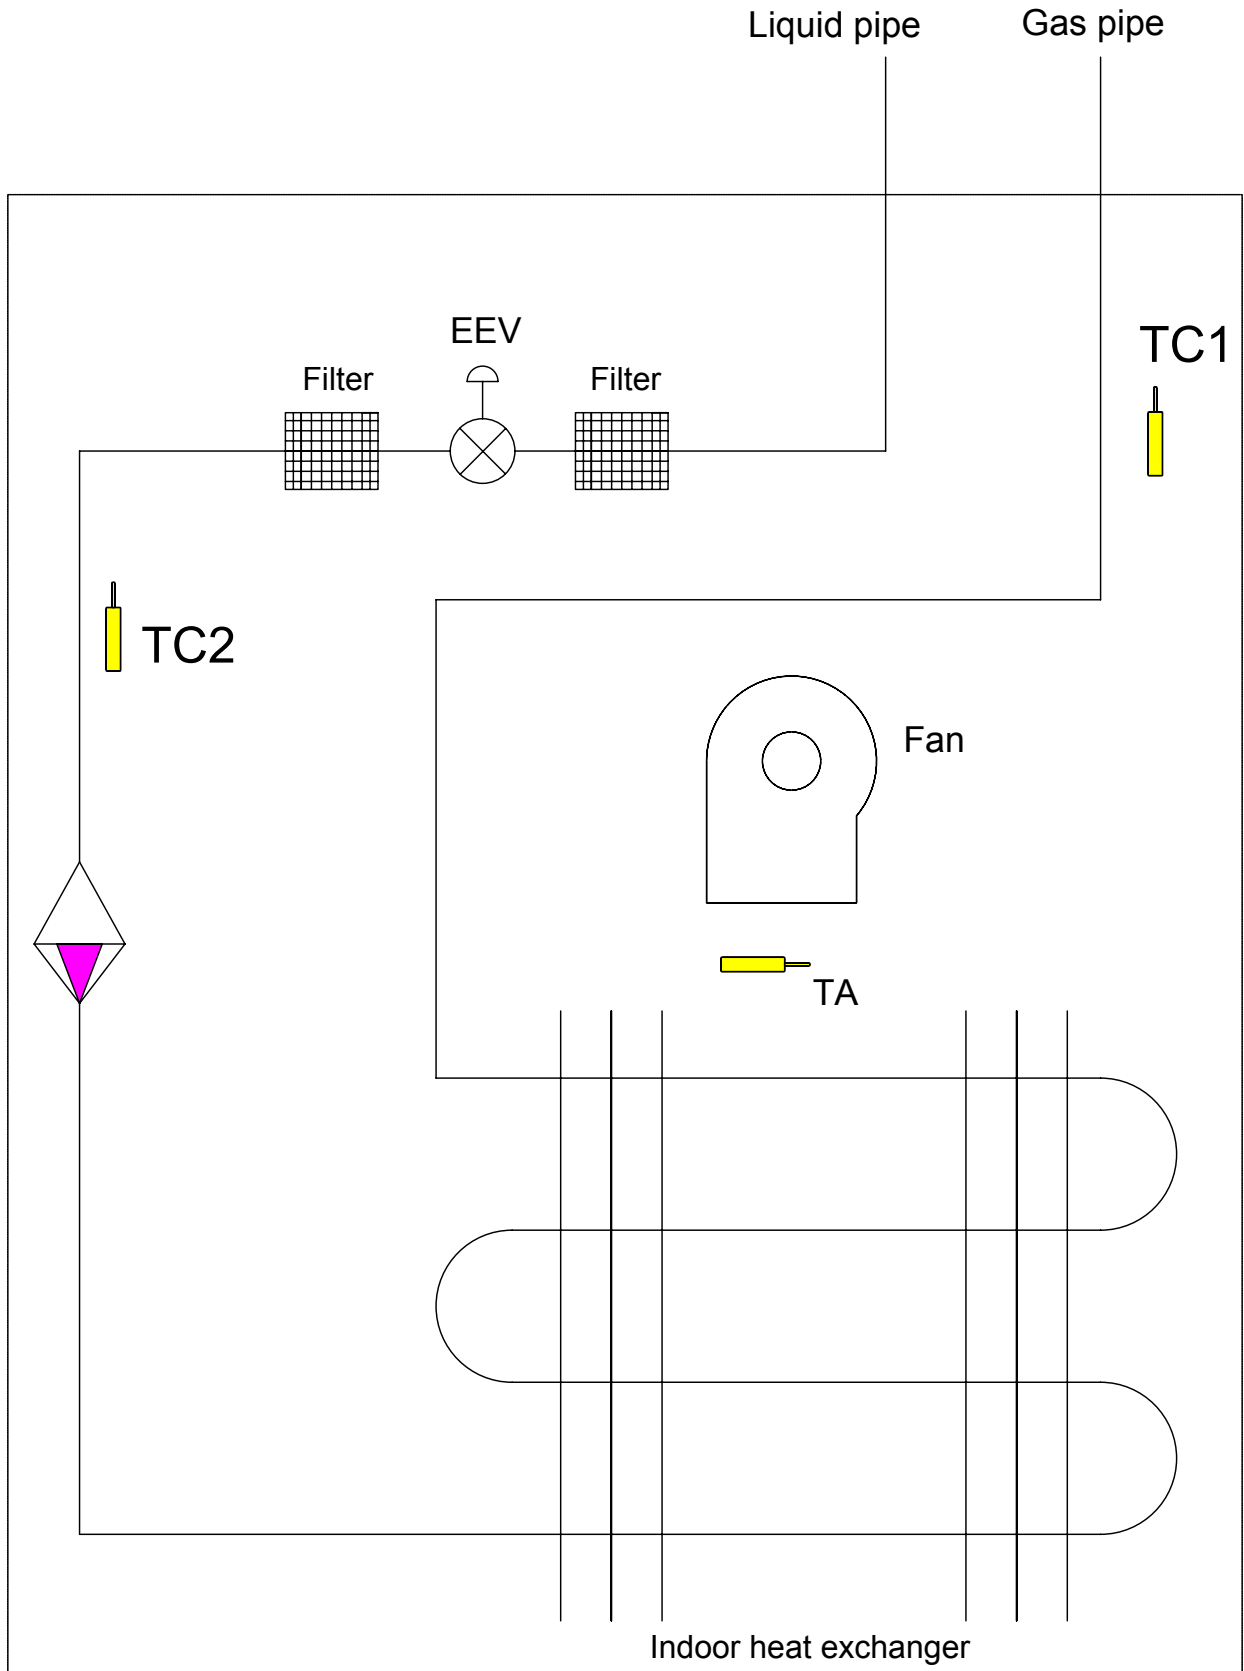 Liquid pipe
Gas pipe
EEV
TC1
Filter
Filter
TC2
Fan
TA
Indoor heat exchanger